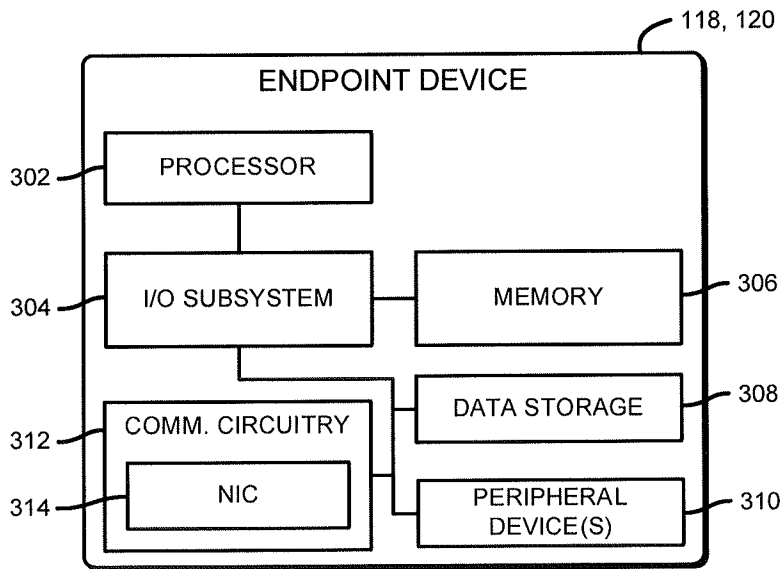 118, 120
ENDPOINT DEVICE
302
PROCESSOR
304
I/O SUBSYSTEM
MEMORY
306
312
COMM. CIRCUITRY
DATA STORAGE
308
314
NIC
PERIPHERAL
DEVICE(S)
310